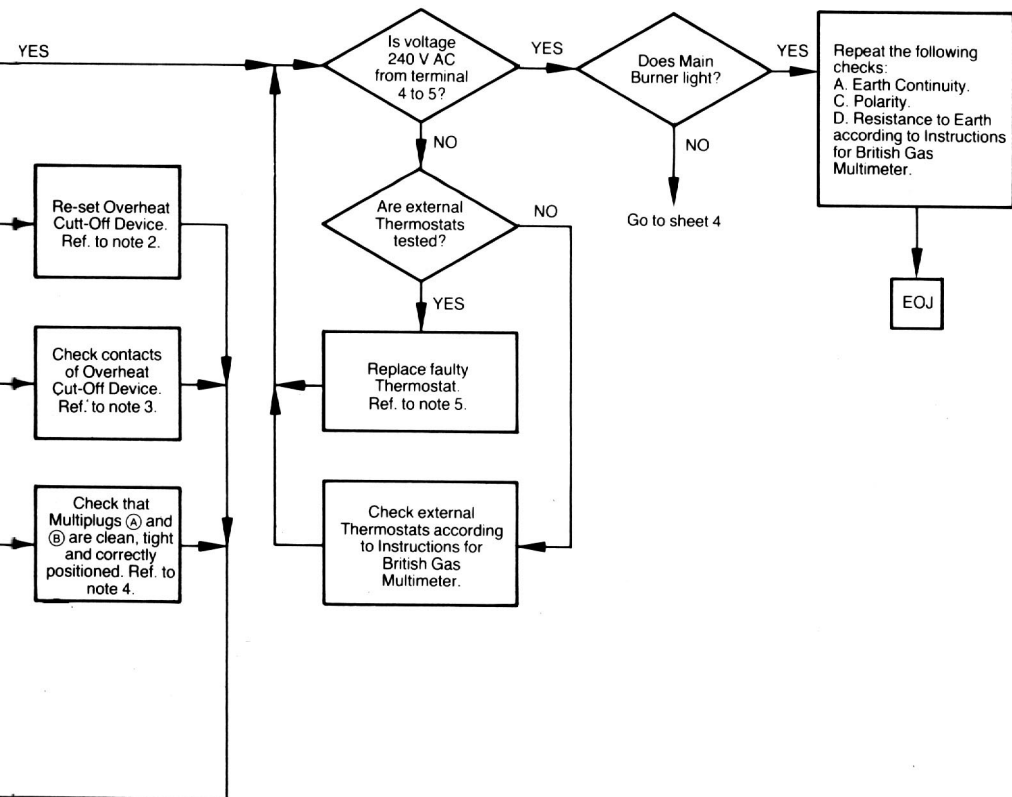 YES
Is voltage
240 V AC
from terminal
4 to 5?
YES
Does Main
Burner light?
YES
Repeat the following
checks:
A. Earth Continuity.
C. Polarity.
D. Resistance to Earth
according to Instructions
for British Gas
Multimeter.
NO
NO
Go to sheet 4
EOJ
Re-set Overheat
Cutt-Off Device.
Ref. to note 2.
Are external
Thermostats
tested?
NO
YES
Check contacts
of Overheat
Cut-Off Device.
Ref. to note 3.
Replace faulty
Thermostat.
Ref. to note 5.
Check that
Multiplugs Ⓐ and
Ⓑ are clean, tight
and correctly
positioned. Ref. to
note 4.
Check external
Thermostats according
to Instructions for
British Gas
Multimeter.